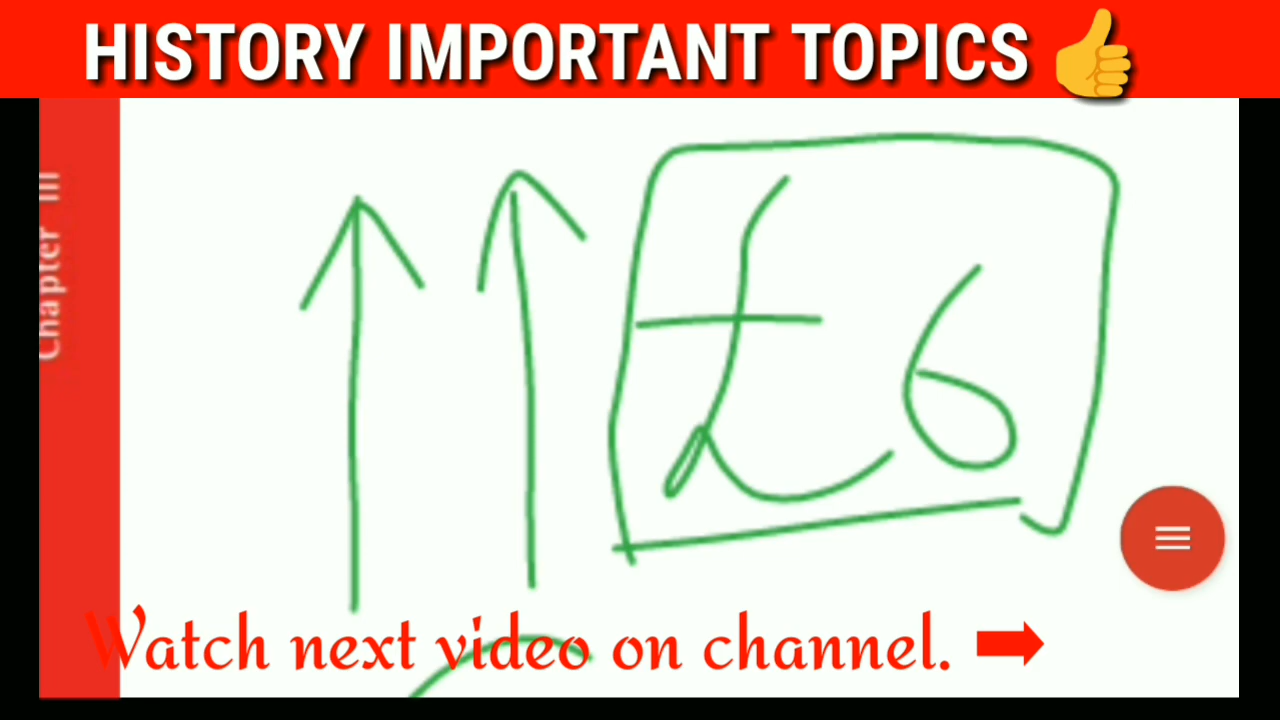 HISTORY IMPORTANT TOPICS 👍
Chapter III
£6
Watch next video on channel. ➡